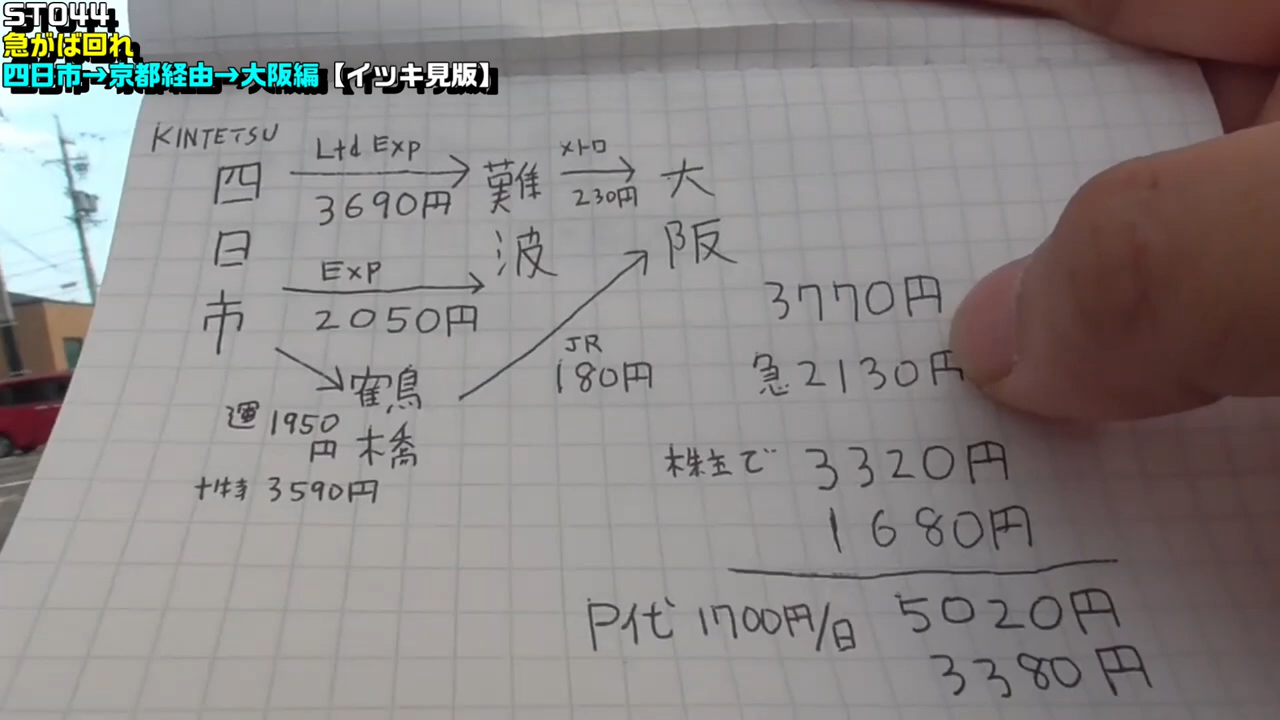 ST044
急がば回れ
四日市→京都経由→大阪編【イツキ見版】
KINTETSU
四日市
Ltd Exp
3690円
難波
メトロ
230円
大阪
Exp
2050円
鶴橋
運1950円
特 3590円
JR
180円
3770円
急2130円
株主で 3320円
1680円
P代 1700円/日 5020円
3380円